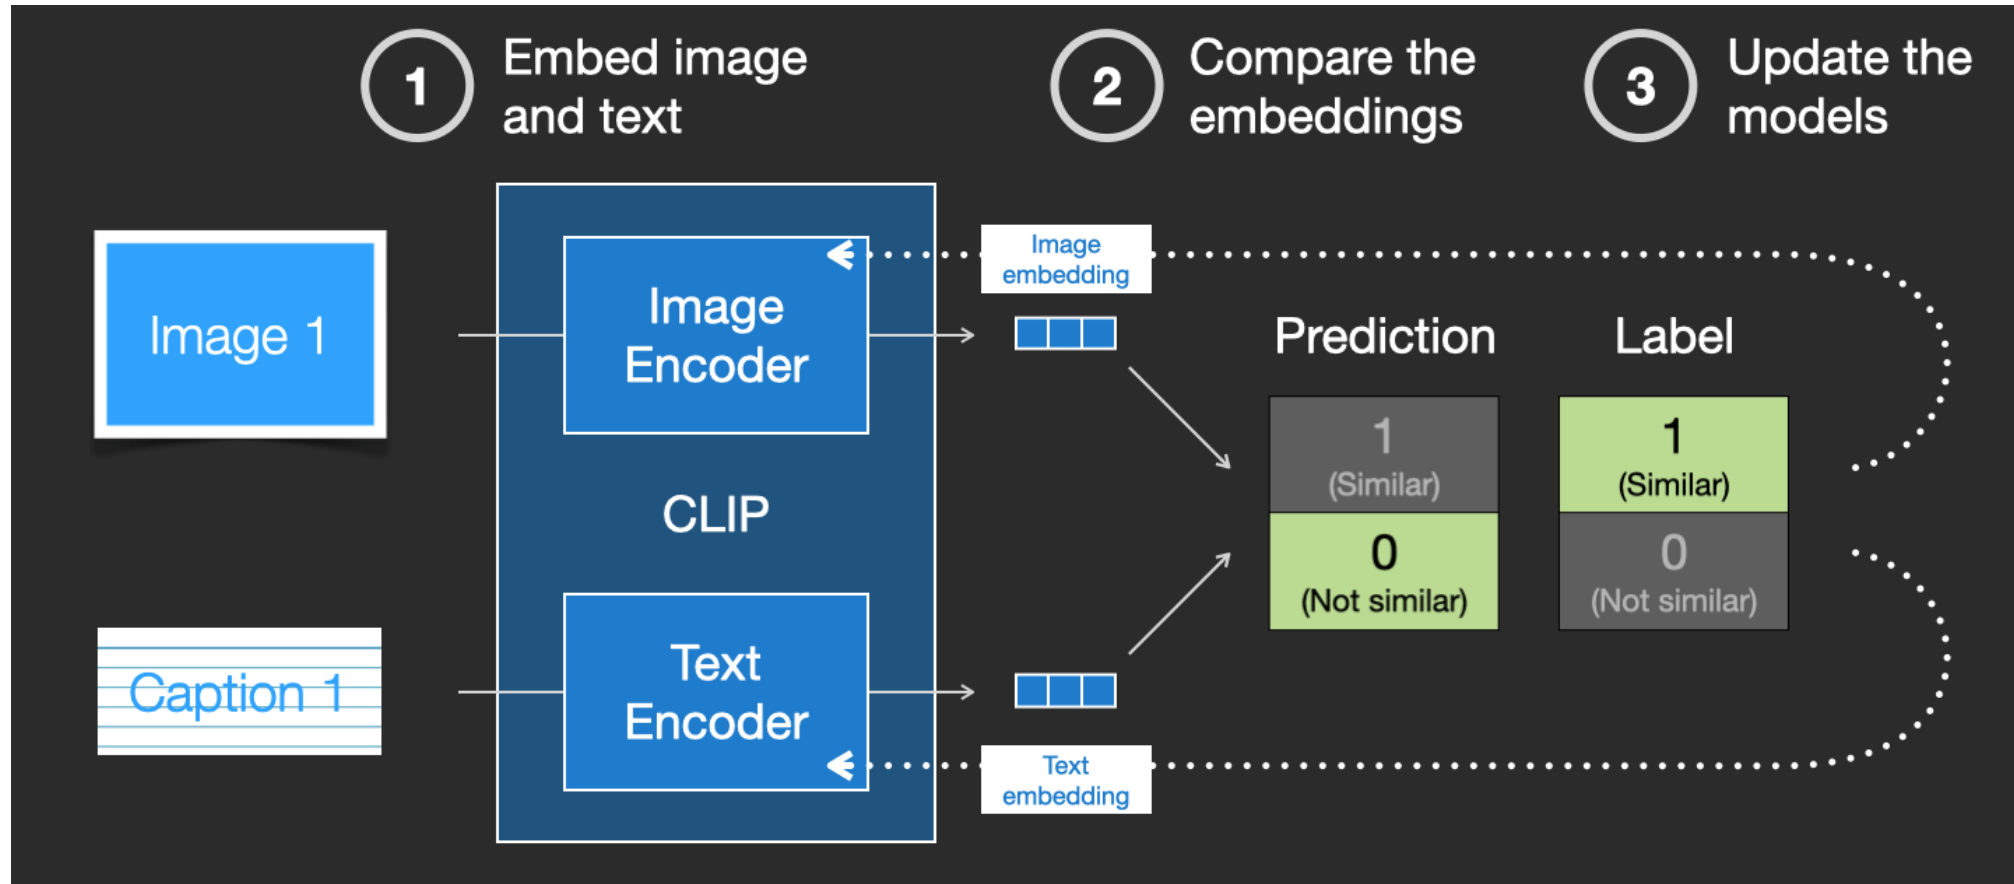 1
Embed image
and text
2
Compare the
embeddings
3
Update the
models
Image 1
Image
Encoder
Image
embedding
Prediction
Label
1
(Similar)
1
(Similar)
CLIP
0
(Not similar)
0
(Not similar)
Caption 1
Text
Encoder
Text
embedding